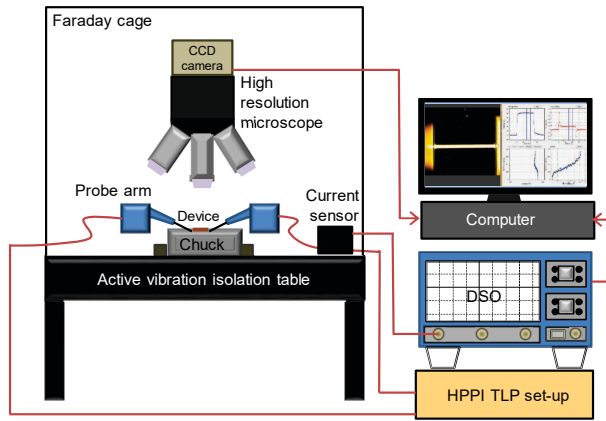 Faraday cage
CCD
camera
High
resolution
microscope
Probe arm
Device
Current
sensor
Chuck
Computer
Active vibration isolation table
DSO
HPPI TLP set-up